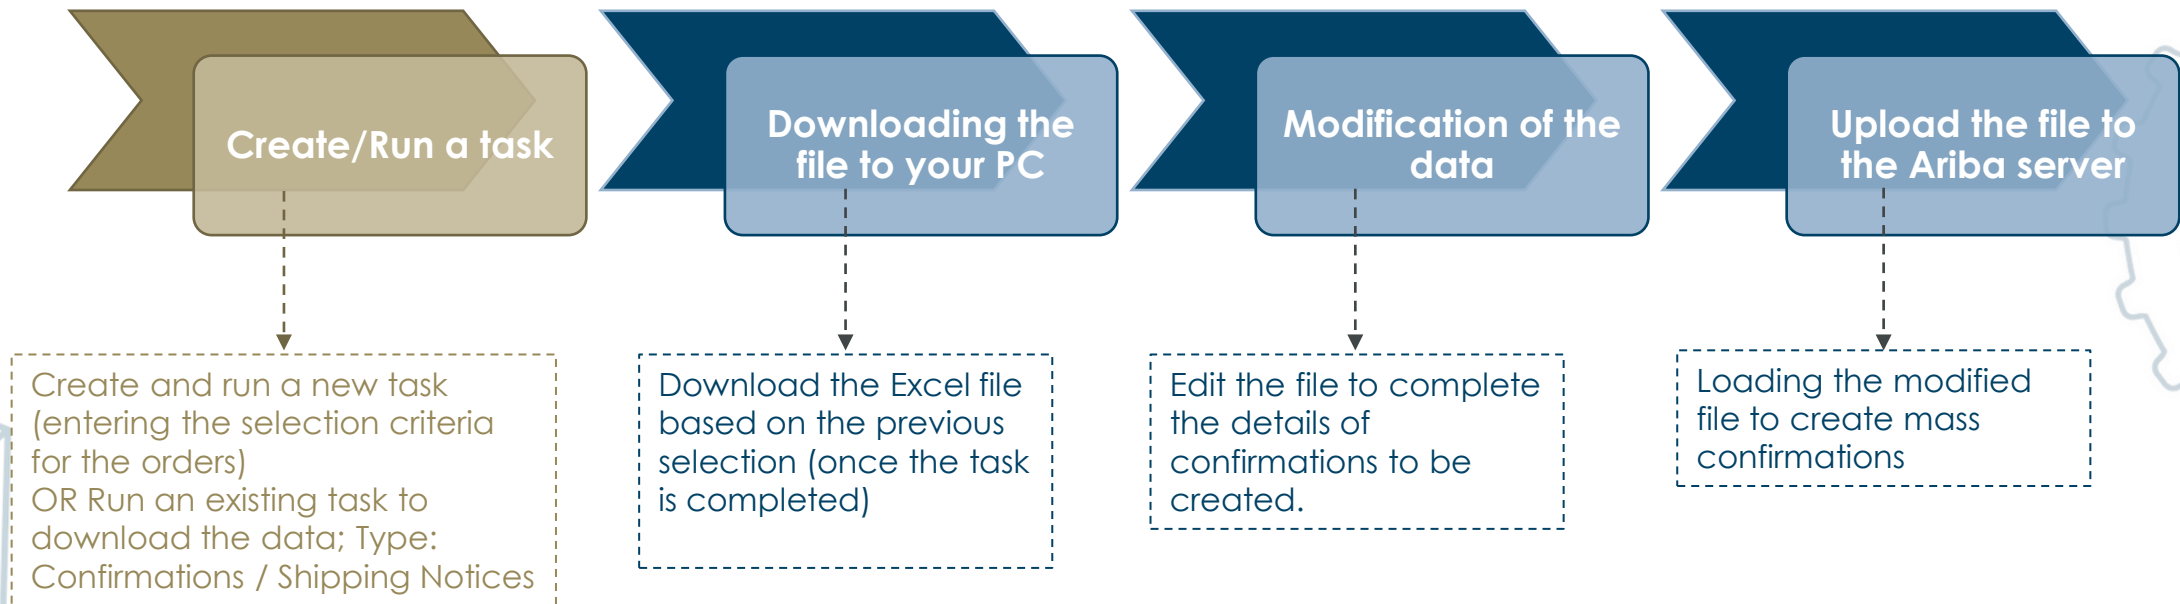 Create/Run a task
Downloading the
file to your PC
Modification of the
data
Upload the file to
the Ariba server
Create and run a new task
(entering the selection criteria
for the orders)
OR Run an existing task to
download the data; Type:
Confirmations / Shipping Notices
Download the Excel file
based on the previous
selection (once the task
is completed)
Edit the file to complete
the details of
confirmations to be
created.
Loading the modified
file to create mass
confirmations